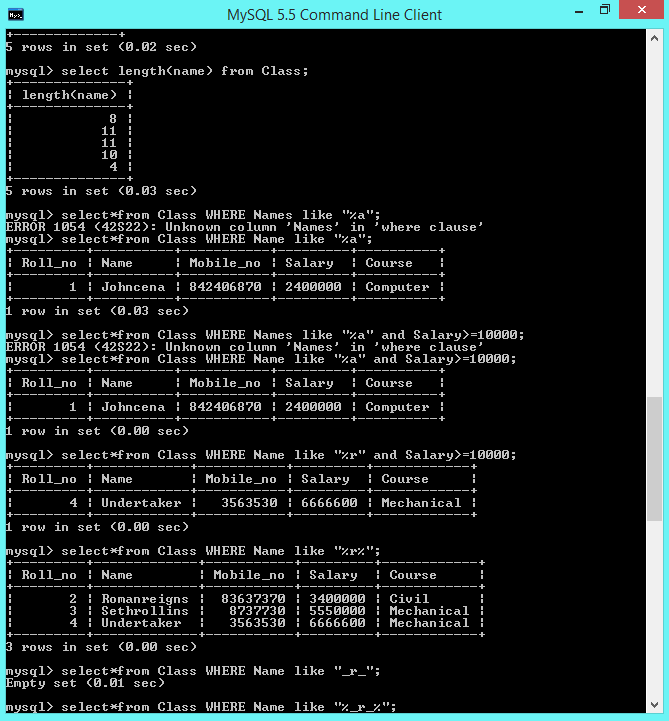 MySQL 5.5 Command Line Client
+--------------+
5 rows in set (0.02 sec)
mysql> select length(name) from Class;
+--------------+
| length(name) |
+--------------+
|            8 |
|           11 |
|           11 |
|           10 |
|            4 |
+--------------+
5 rows in set (0.03 sec)
mysql> select*from Class WHERE Names like "%a";
ERROR 1054 (42S22): Unknown column 'Names' in 'where clause'
mysql> select*from Class WHERE Name like "%a";
+---------+----------+-----------+---------+----------+
| Roll_no | Name     | Mobile_no | Salary  | Course   |
+---------+----------+-----------+---------+----------+
|       1 | Johncena | 842406870 | 2400000 | Computer |
+---------+----------+-----------+---------+----------+
1 row in set (0.03 sec)
mysql> select*from Class WHERE Names like "%a" and Salary>=10000;
ERROR 1054 (42S22): Unknown column 'Names' in 'where clause'
mysql> select*from Class WHERE Name like "%a" and Salary>=10000;
+---------+----------+-----------+---------+----------+
| Roll_no | Name     | Mobile_no | Salary  | Course   |
+---------+----------+-----------+---------+----------+
|       1 | Johncena | 842406870 | 2400000 | Computer |
+---------+----------+-----------+---------+----------+
1 row in set (0.00 sec)
mysql> select*from Class WHERE Name like "%r" and Salary>=10000;
+---------+------------+-----------+---------+------------+
| Roll_no | Name       | Mobile_no | Salary  | Course     |
+---------+------------+-----------+---------+------------+
|       4 | Undertaker |   3563530 | 6666600 | Mechanical |
+---------+------------+-----------+---------+------------+
1 row in set (0.00 sec)
mysql> select*from Class WHERE Name like "%r%";
+---------+-------------+-----------+---------+------------+
| Roll_no | Name        | Mobile_no | Salary  | Course     |
+---------+-------------+-----------+---------+------------+
|       2 | Romanreigns |  83637370 | 3400000 | Civil      |
|       3 | Sethrollins |   8737730 | 5550000 | Mechanical |
|       4 | Undertaker  |   3563530 | 6666600 | Mechanical |
+---------+-------------+-----------+---------+------------+
3 rows in set (0.00 sec)
mysql> select*from Class WHERE Name like "_r_";
Empty set (0.01 sec)
mysql> select*from Class WHERE Name like "%_r_%";